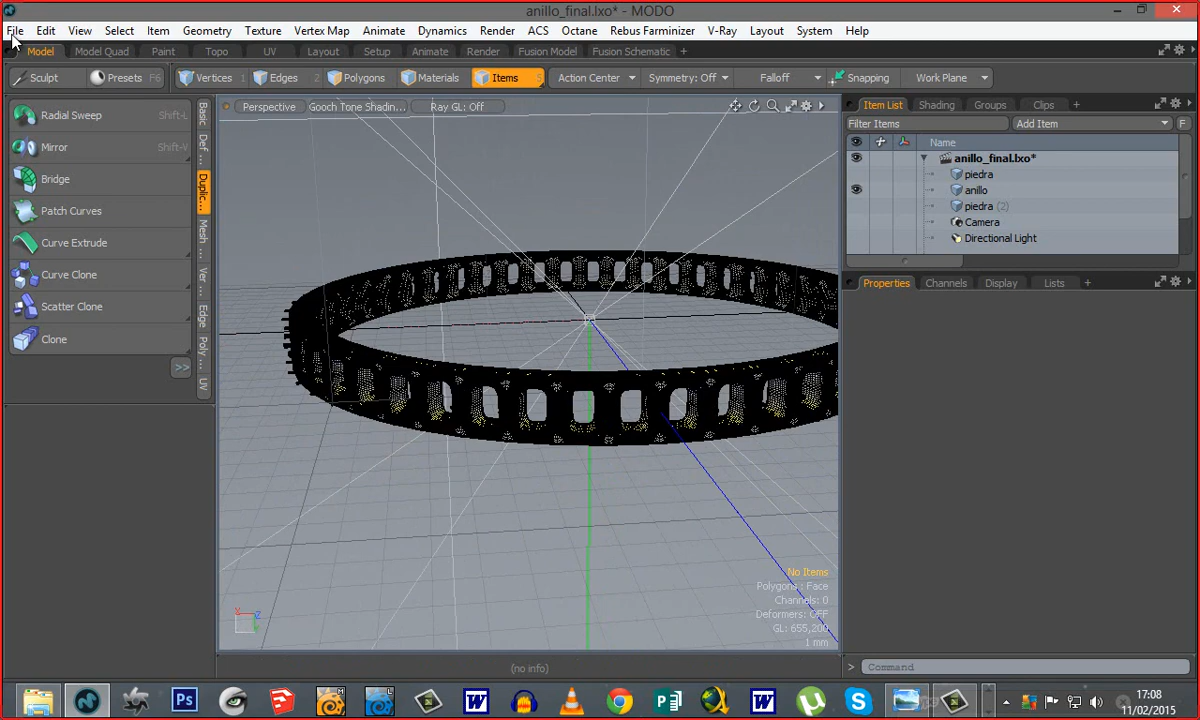 anillo_final.lxo* - MODO
File Edit View Select Item Geometry Texture Vertex Map Animate Dynamics Render ACS Octane Rebus Farminizer V-Ray Layout System Help
Model Model Quad Paint Topo UV Layout Setup Animate Render Fusion Model Fusion Schematic +
Sculpt Presets F6 Vertices 1 Edges 2 Polygons Materials Items 5 Action Center Symmetry: Off Falloff Snapping Work Plane
Radial Sweep Shift-L
Mirror Shift-V
Bridge
Patch Curves
Curve Extrude
Curve Clone
Scatter Clone
Clone
>>
Basic
Def ...
Duplic...
Mesh ...
Ver ...
Edge
Poly ...
UV
Perspective Gooch Tone Shadin... Ray GL: Off
No Items
Polygons : Face
Channels: 0
Deformers: OFF
GL: 655,200
1 mm
X Z Y
(no info)
Item List Shading Groups Clips +
Filter Items Add Item F
Name
anillo_final.lxo*
piedra
anillo
piedra (2)
Camera
Directional Light
Properties Channels Display Lists +
> Command
17:08
11/02/2015